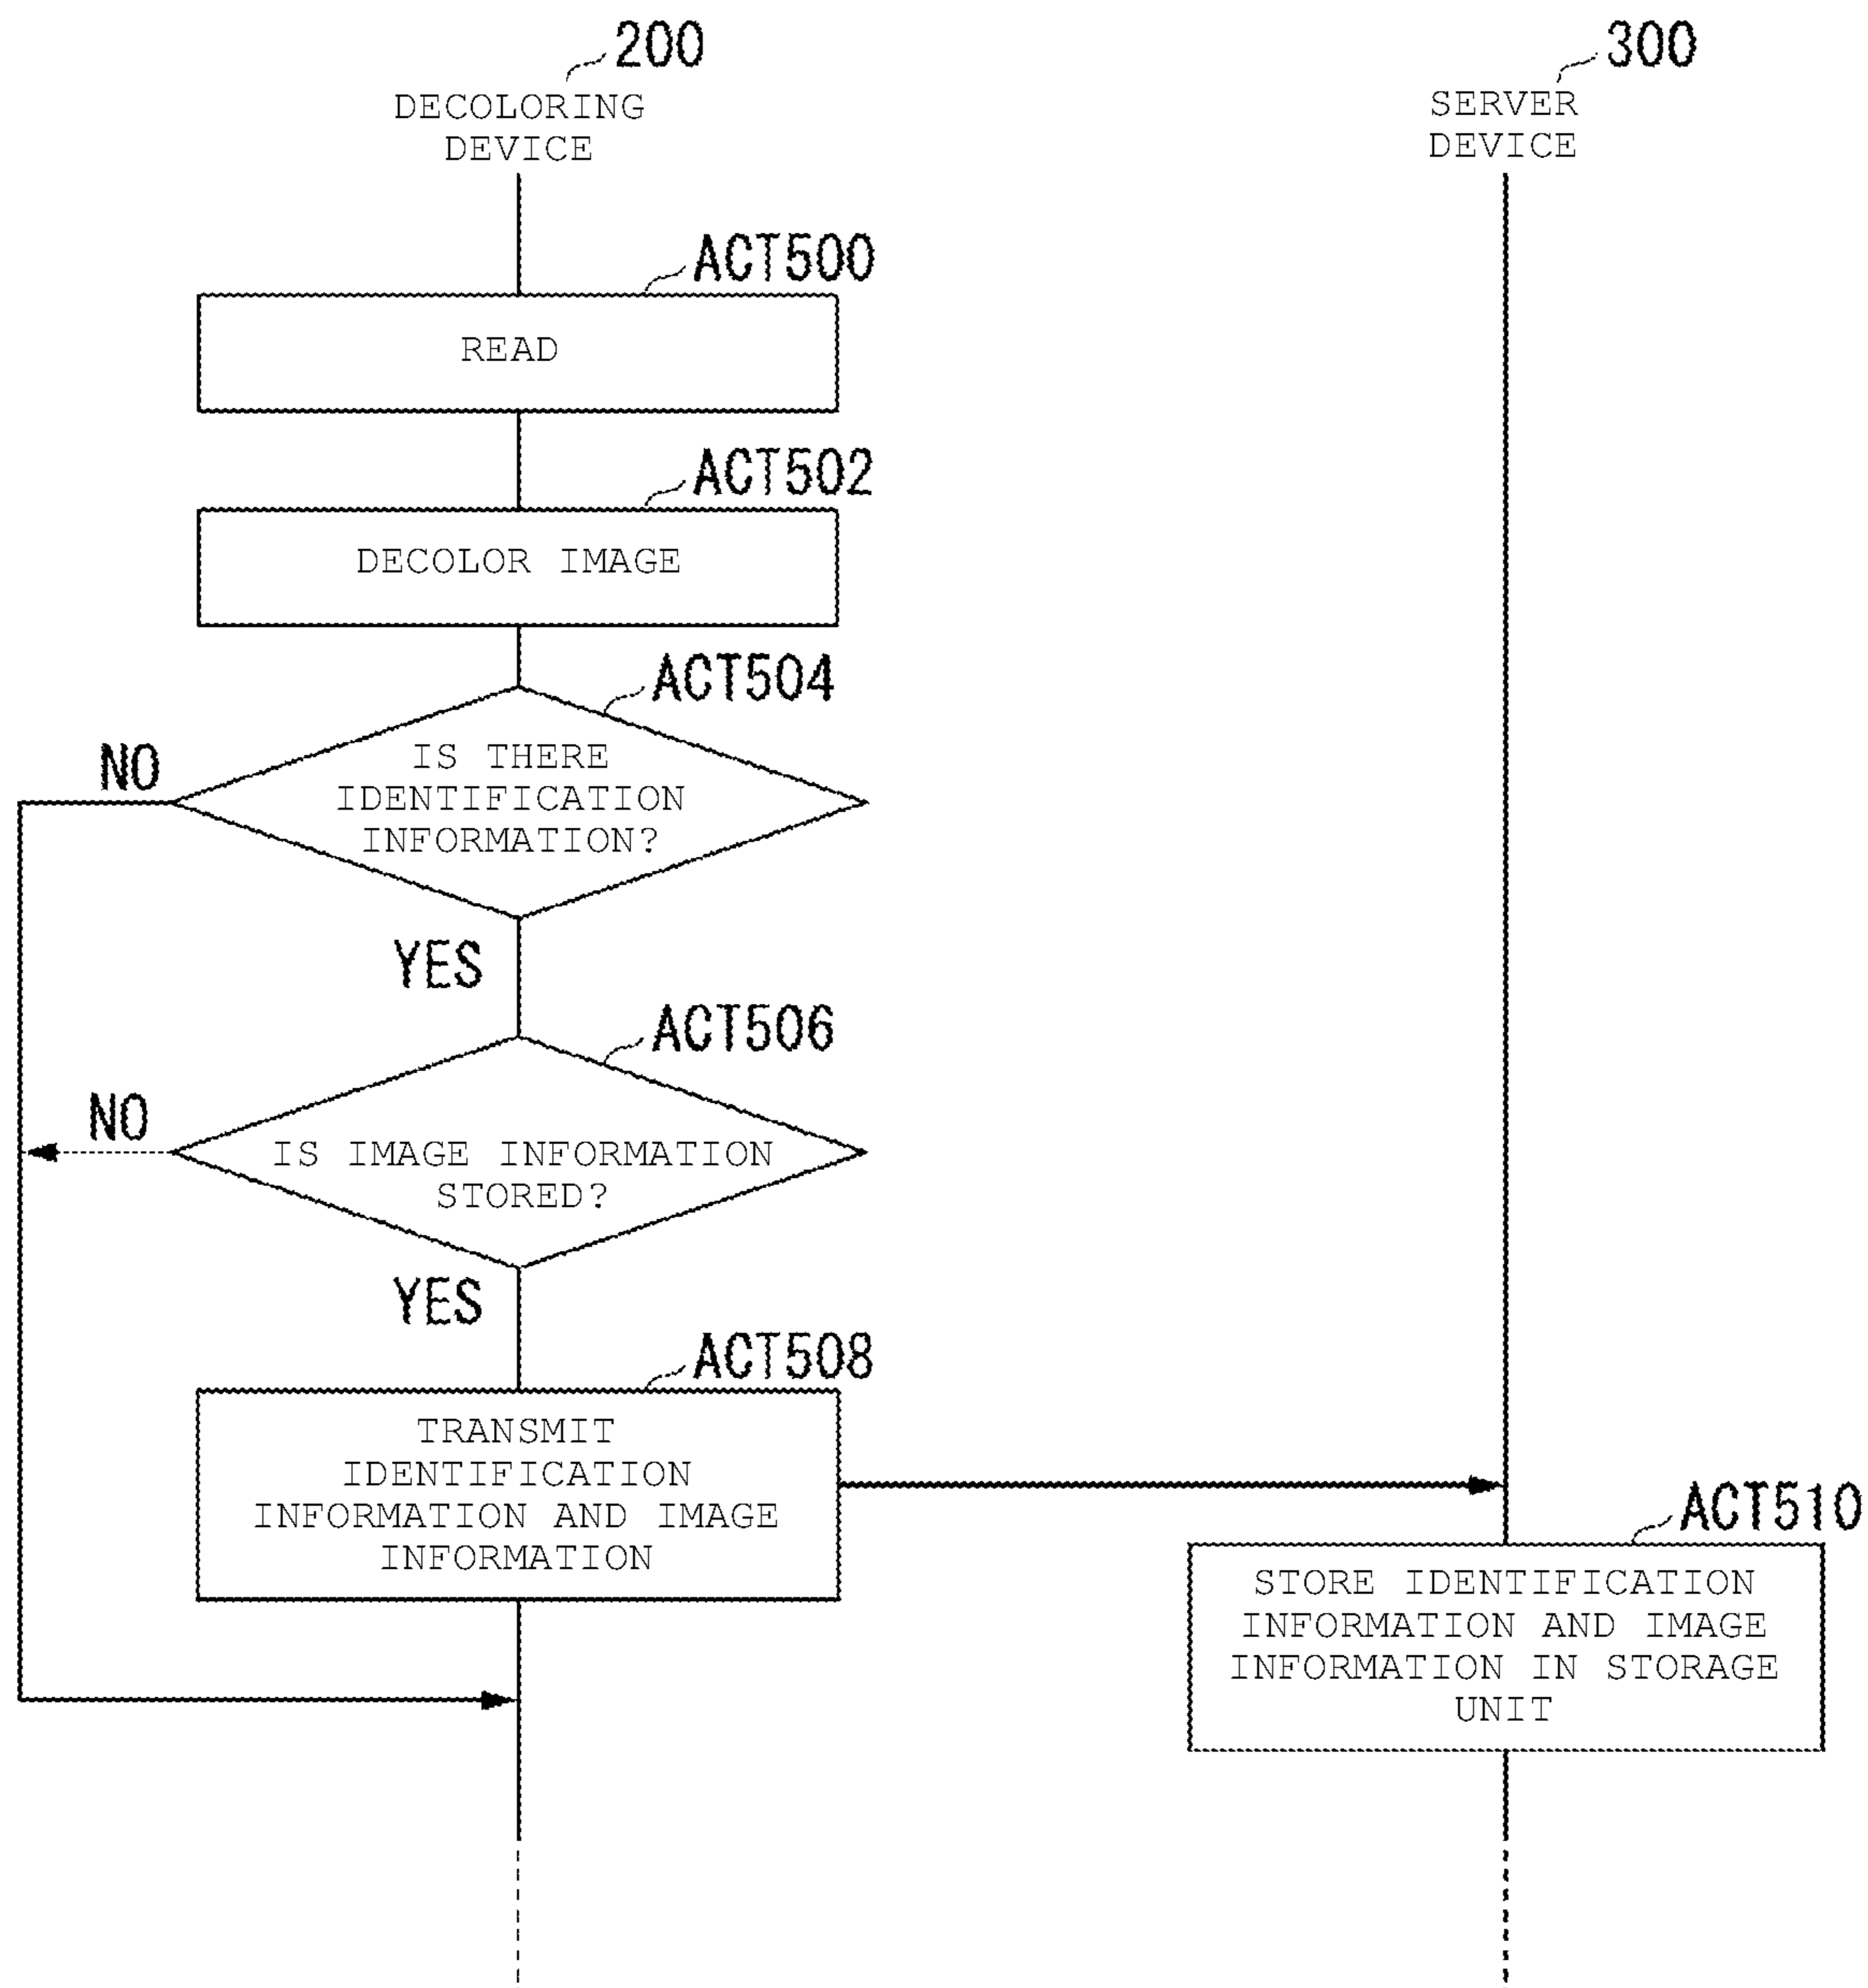 200
DECOLORING
DEVICE
300
SERVER
DEVICE
ACT500
READ
ACT502
DECOLOR IMAGE
ACT504
NO
IS THERE
IDENTIFICATION
INFORMATION?
YES
ACT506
NO
IS IMAGE INFORMATION
STORED?
YES
ACT508
TRANSMIT
IDENTIFICATION
INFORMATION AND IMAGE
INFORMATION
ACT510
STORE IDENTIFICATION
INFORMATION AND IMAGE
INFORMATION IN STORAGE
UNIT